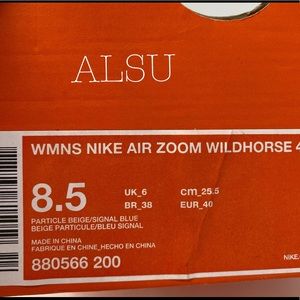 ALSU
WMNS NIKE AIR ZOOM WILDHORSE 4
8.5
UK_6
cm_25.5
BR_38
EUR_40
PARTICLE BEIGE/SIGNAL BLUE
BEIGE PARTICULE/BLEU SIGNAL
MADE IN CHINA
FABRIQUE EN CHINE_HECHO EN CHINA
880566 200
NIKE.